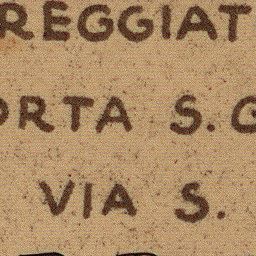 REGGIAT
ORTA S. G
VIA S.